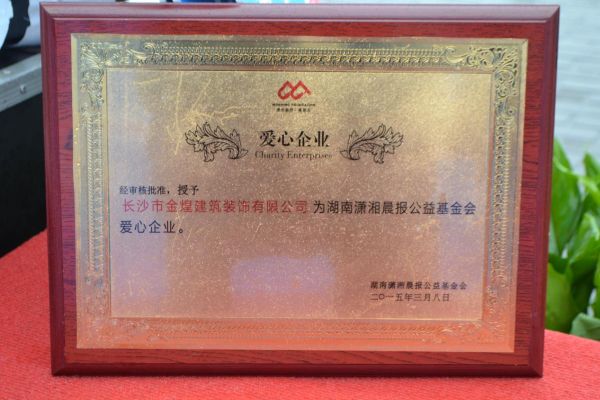 爱心企业
Charity Enterprises
经审核批准，授予
长沙市金煌建筑装饰有限公司 为湖南潇湘晨报公益基金会
爱心企业。
湖南潇湘晨报公益基金会
二〇一五年三月八日